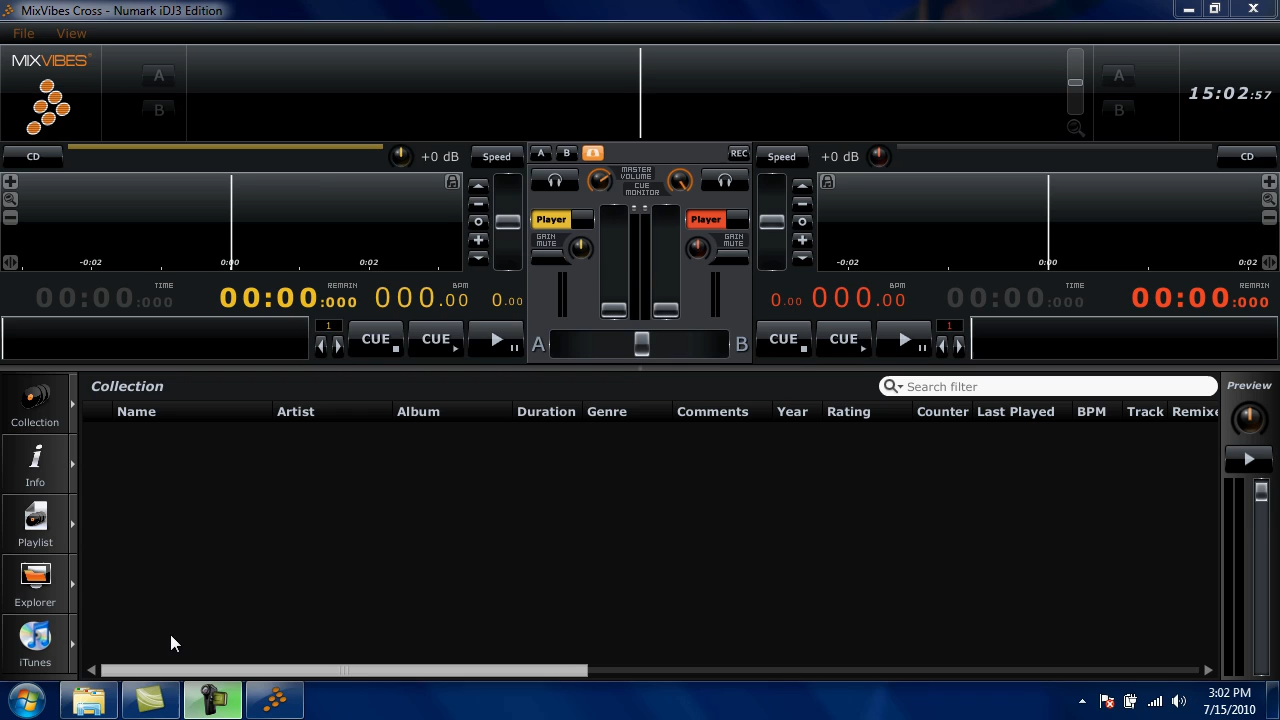 MixVibes Cross - Numark iDJ3 Edition
File View
MIXVIBES
A
B
A
B
15:02:57
CD
+0 dB
Speed
A B
REC
Speed
+0 dB
CD
MASTER
VOLUME
CUE
MONITOR
Player
Player
GAIN
MUTE
GAIN
MUTE
-0:02 0:00 0:02
-0:02 0:00 0:02
TIME REMAIN BPM
00:00:000 00:00:000 000.00 0.00
TIME REMAIN
0.00 000.00 BPM 00:00:000 00:00:000
1
CUE CUE
A B
CUE CUE
1
Collection
Search filter
Preview
Name Artist Album Duration Genre Comments Year Rating Counter Last Played BPM Track Remixe
Collection
Info
Playlist
Explorer
iTunes
3:02 PM
7/15/2010